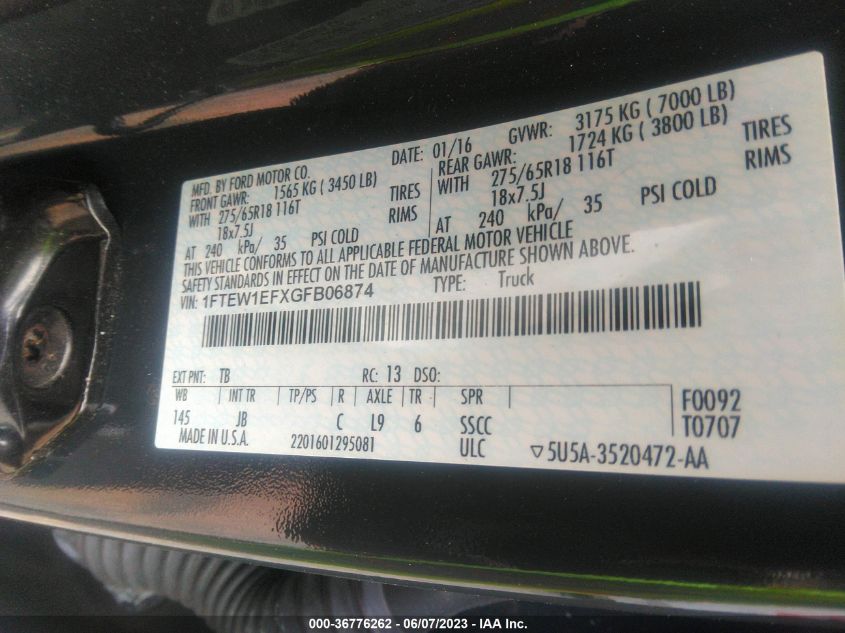 MFD. BY FORD MOTOR CO.
DATE: 01/16 GVWR: 3175 KG ( 7000 LB)
FRONT GAWR: 1565 KG ( 3450 LB)
REAR GAWR: 1724 KG ( 3800 LB)
WITH 275/65R18 116T TIRES
WITH 275/65R18 116T TIRES
18x7.5J RIMS
18x7.5J RIMS
AT 240 kPa/ 35 PSI COLD
AT 240 kPa/ 35 PSI COLD
THIS VEHICLE CONFORMS TO ALL APPLICABLE FEDERAL MOTOR VEHICLE
SAFETY STANDARDS IN EFFECT ON THE DATE OF MANUFACTURE SHOWN ABOVE.
VIN: 1FTEW1EFXGFB06874 TYPE: Truck
EXT PNT: TB RC: 13 DSO:
WB INT TR TP/PS R AXLE TR SPR F0092
145 JB C L9 6 SSCC T0707
MADE IN U.S.A. 2201601295081 ULC 5U5A-3520472-AA
000-36776262 - 06/07/2023 - IAA Inc.